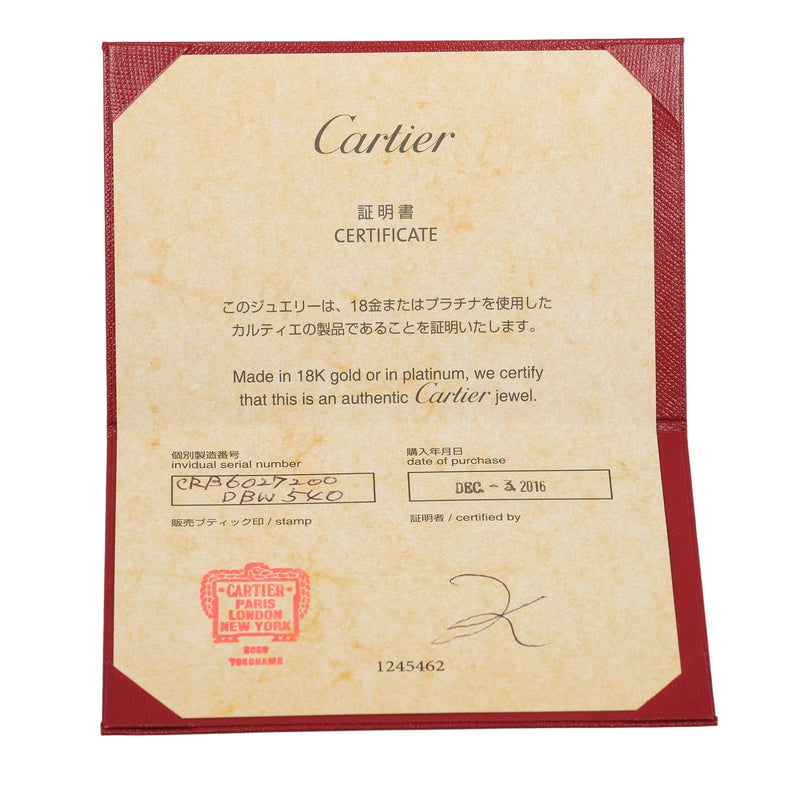 Cartier
証明書
CERTIFICATE
このジュエリーは、18金またはプラチナを使用した
カルティエの製品であることを証明いたします。
Made in 18K gold or in platinum, we certify
that this is an authentic Cartier jewel.
個別製造番号
invidual serial number
CRB6027200
DBW540
購入年月日
date of purchase
DEC. - 3. 2016
販売ブティック印 / stamp
証明者 / certified by
CARTIER
PARIS
LONDON
NEW YORK
SOGO
YOKOHAMA
1245462